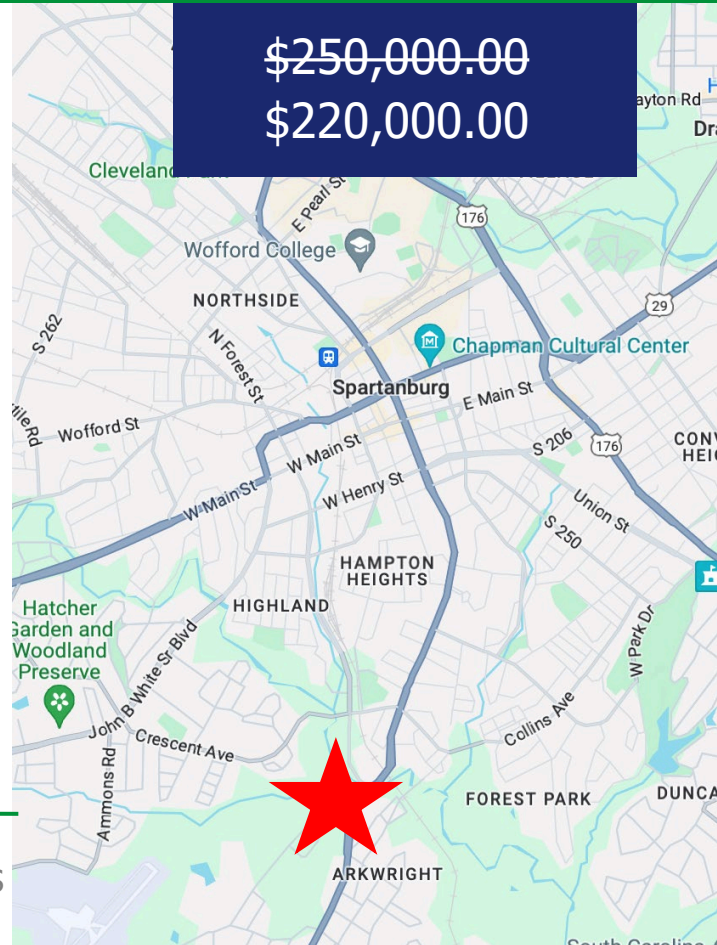 $250,000.00
$220,000.00
ayton Rd
Cleveland
E Pearl St
176
Wofford College
NORTHSIDE
29
S 262
N Forest St
Chapman Cultural Center
Spartanburg
E Main St
Wofford St
W Main St
S 206
176
W Main St
W Henry St
Union St
S 250
HAMPTON
HEIGHTS
HIGHLAND
Hatcher
Garden and
Woodland
Preserve
W Park Dr
John B White Sr Blvd
Crescent Ave
Collins Ave
Ammons Rd
FOREST PARK
DUNCA
ARKWRIGHT